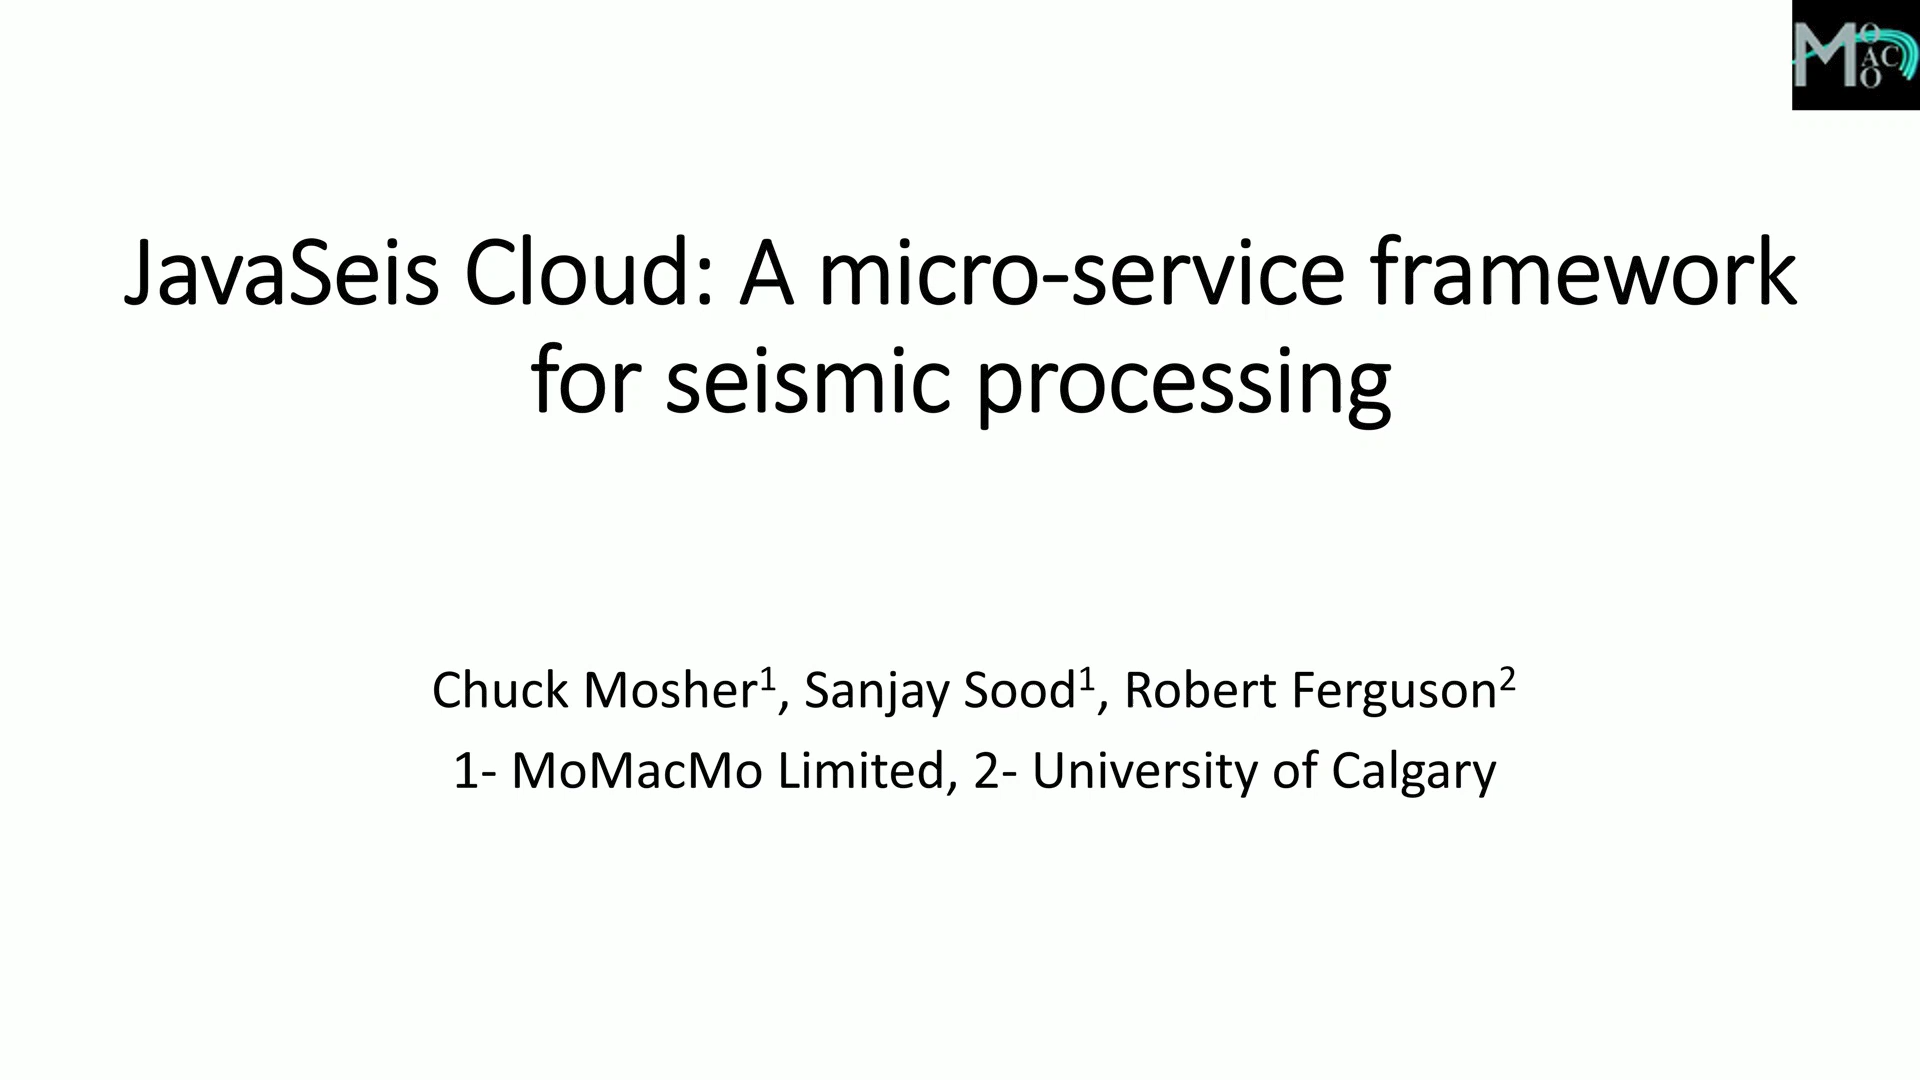 MOMACMO
JavaSeis Cloud: A micro-service framework
for seismic processing
Chuck Mosher¹, Sanjay Sood¹, Robert Ferguson²
1- MoMacMo Limited, 2- University of Calgary